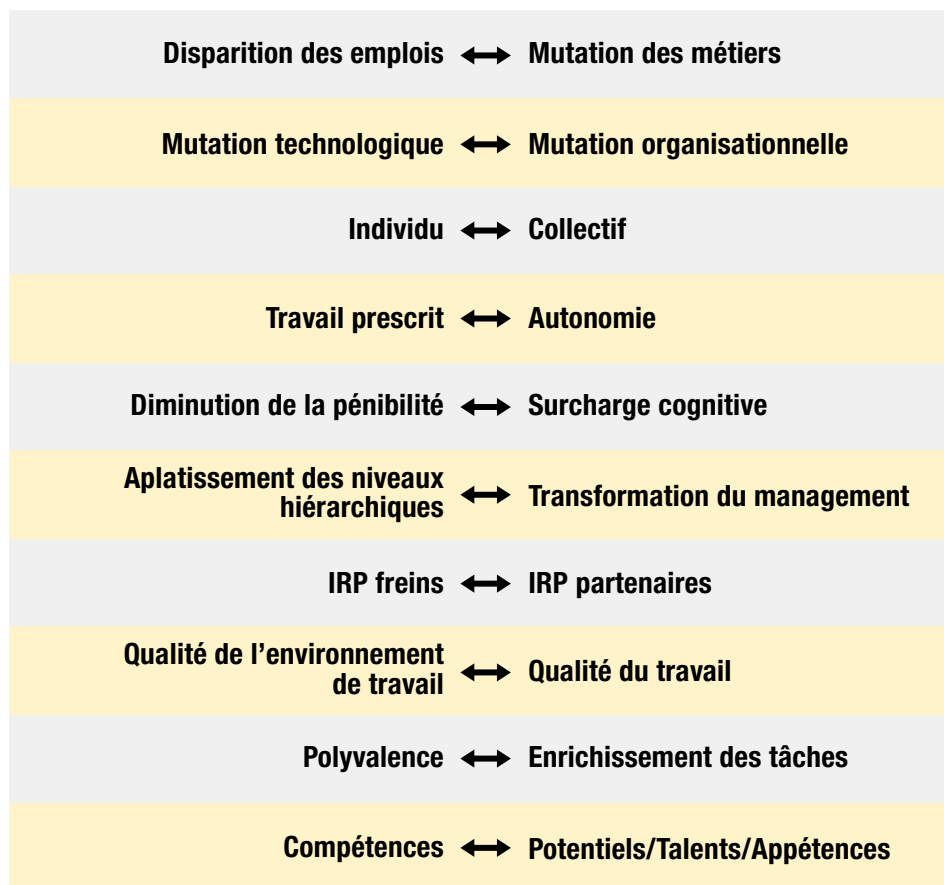 Disparition des emplois ↔ Mutation des métiers
Mutation technologique ↔ Mutation organisationnelle
Individu ↔ Collectif
Travail prescrit ↔ Autonomie
Diminution de la pénibilité ↔ Surcharge cognitive
Aplatissement des niveaux
hiérarchiques ↔ Transformation du management
IRP freins ↔ IRP partenaires
Qualité de l’environnement
de travail ↔ Qualité du travail
Polyvalence ↔ Enrichissement des tâches
Compétences ↔ Potentiels/Talents/Appétences